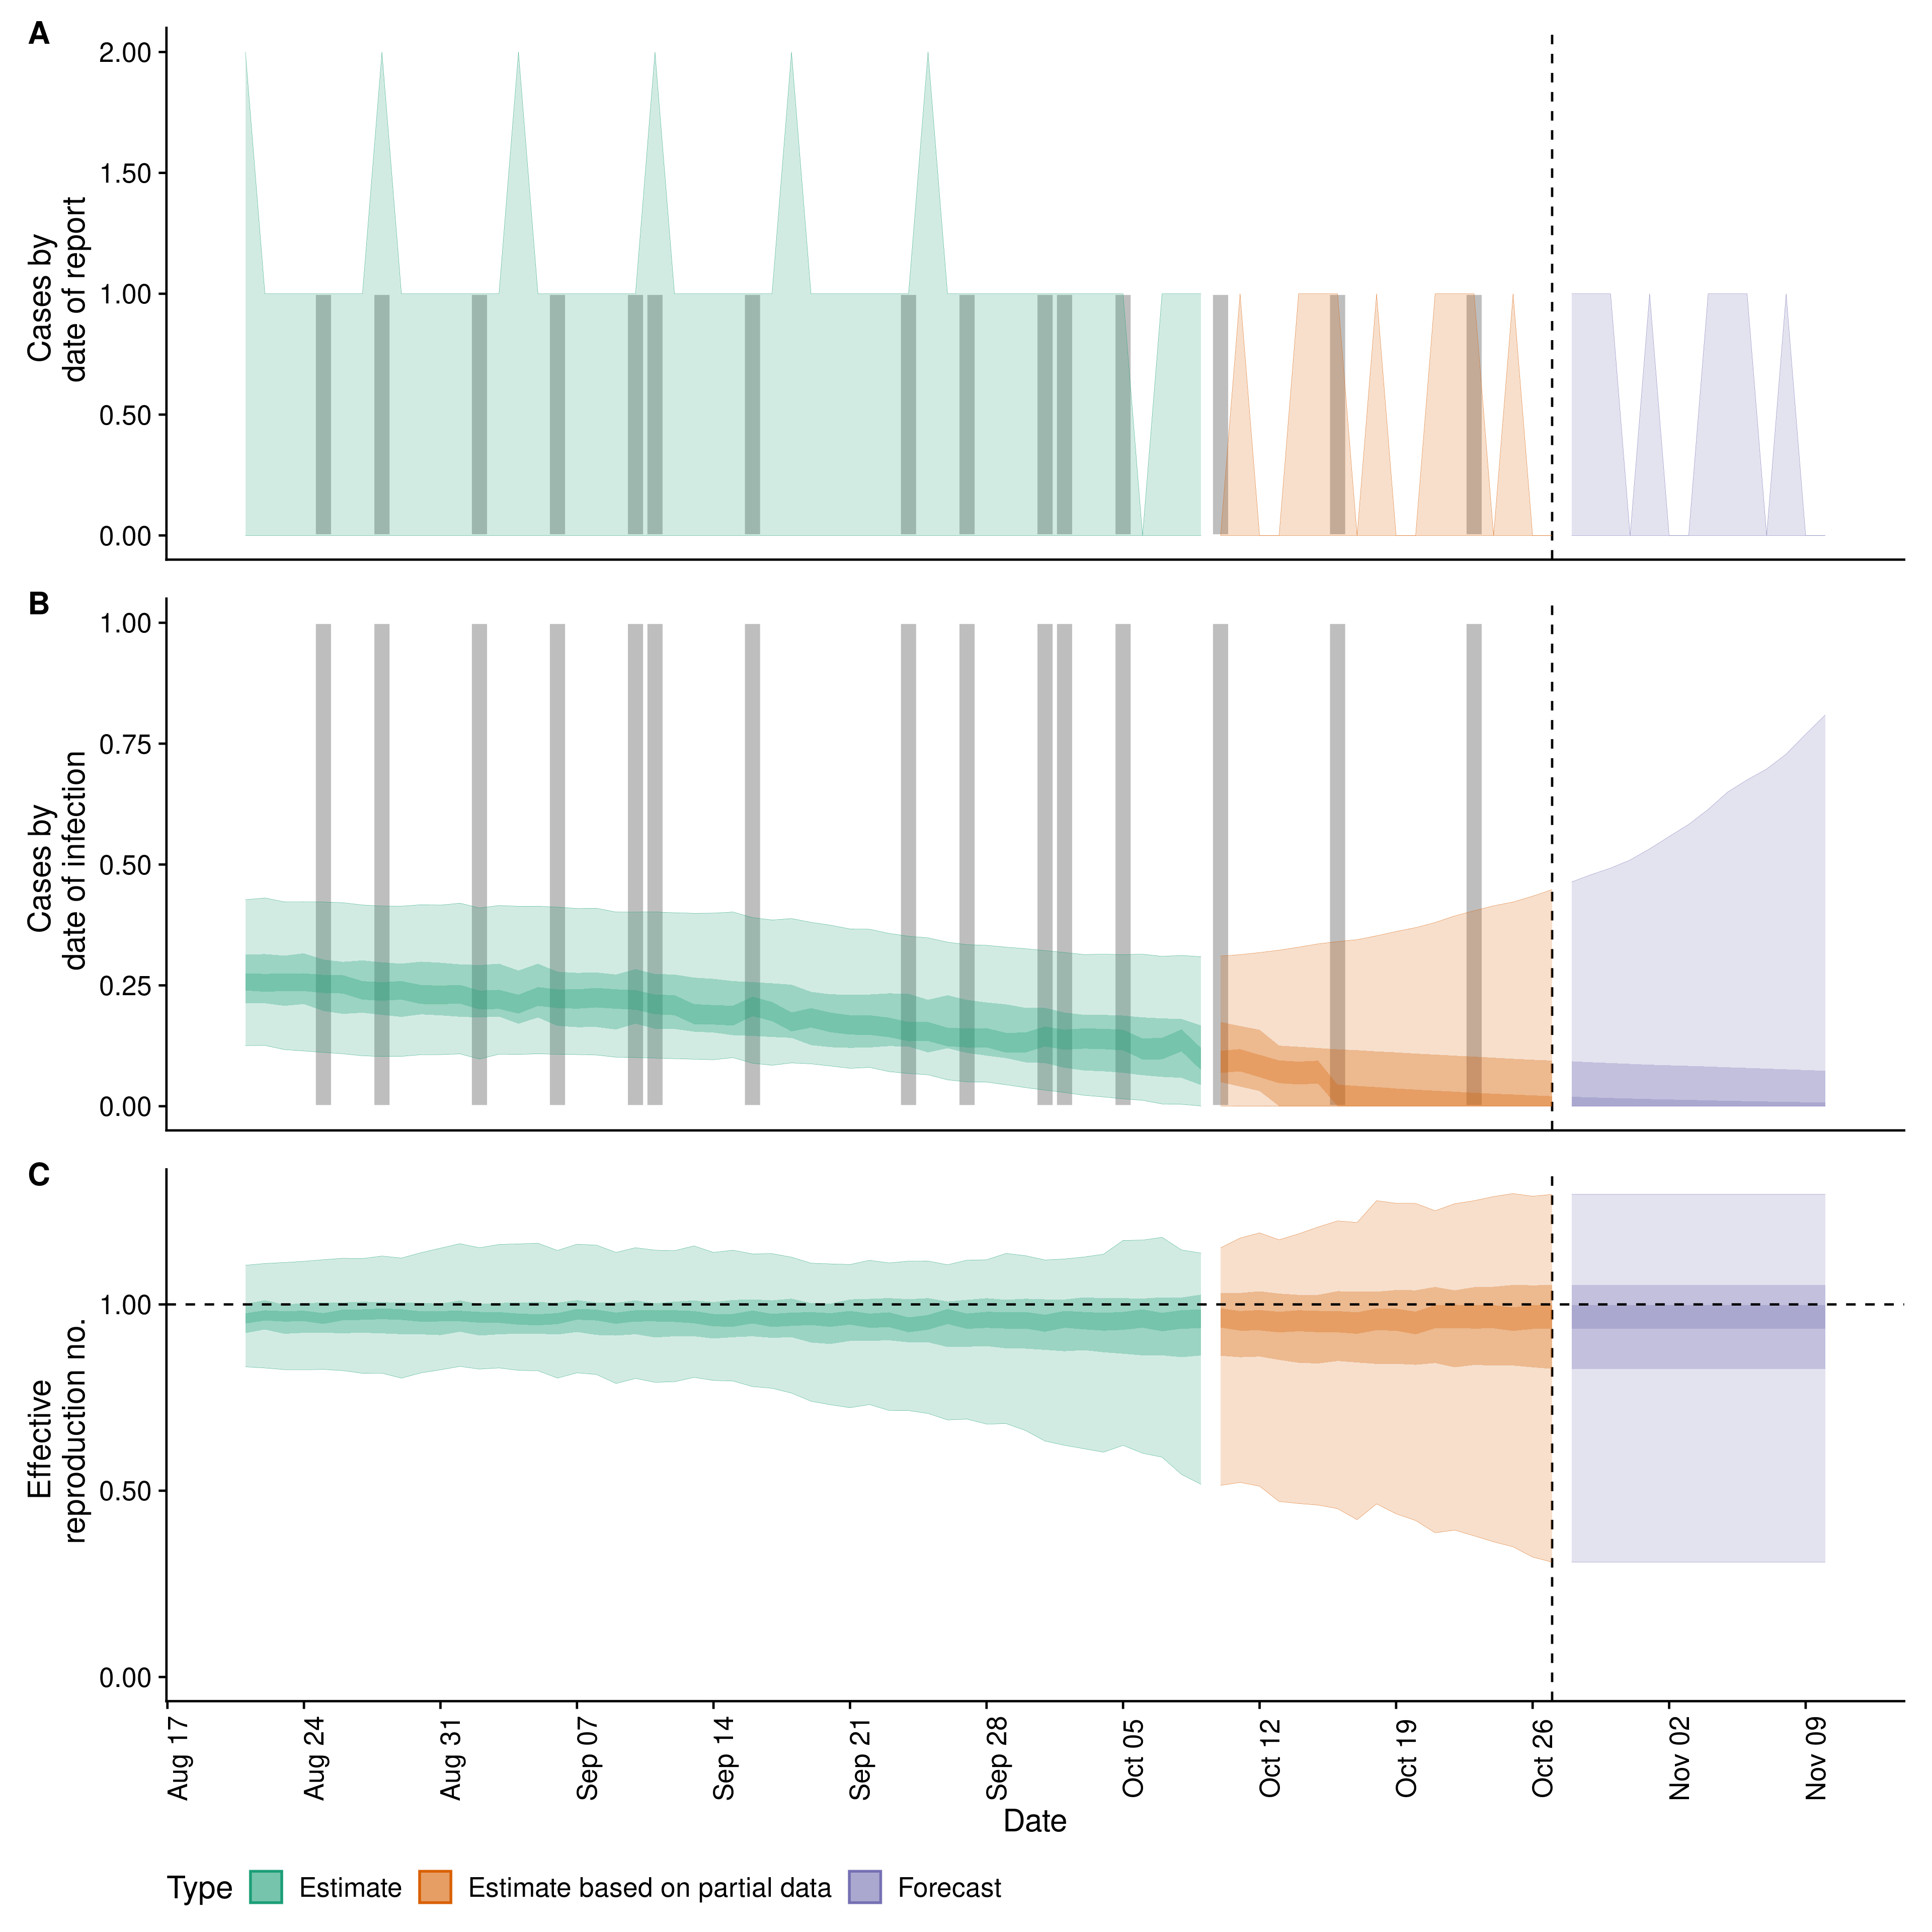 A
2.00
1.50
1.00
0.50
0.00
Cases by
date of report
B
1.00
0.75
0.50
0.25
0.00
Cases by
date of infection
C
1.00
0.50
0.00
Effective
reproduction no.
Aug 17
Aug 24
Aug 31
Sep 07
Sep 14
Sep 21
Sep 28
Oct 05
Oct 12
Oct 19
Oct 26
Nov 02
Nov 09
Date
Type
Estimate
Estimate based on partial data
Forecast